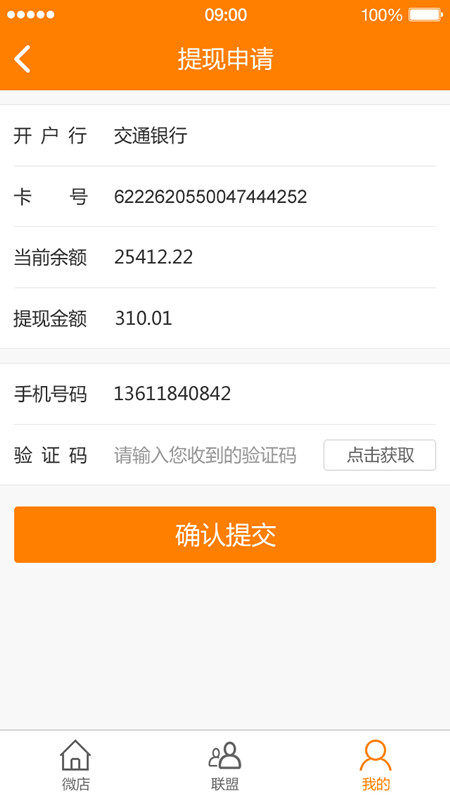 09:00 100%
提现申请
开户行 交通银行
卡号 6222620550047444252
当前余额 25412.22
提现金额 310.01
手机号码 13611840842
验证码 请输入您收到的验证码 点击获取
确认提交
微店 联盟 我的